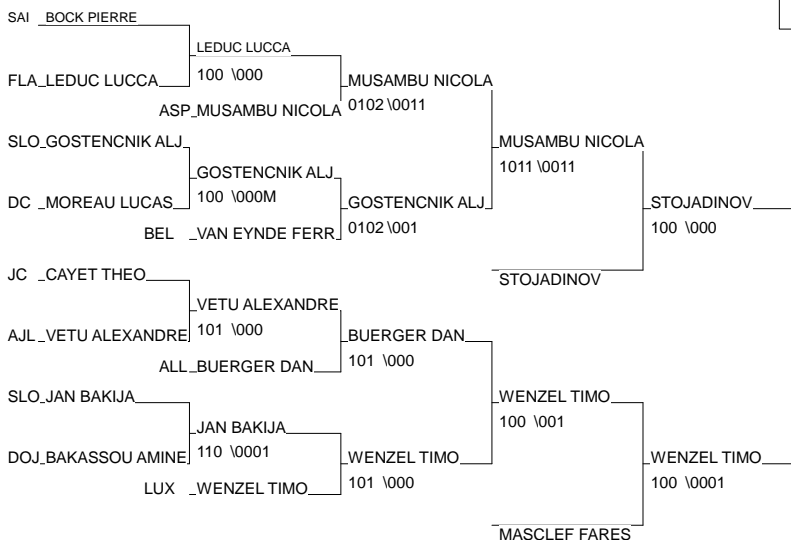 SAI BOCK PIERRE
LEDUC LUCCA
FLA LEDUC LUCCA
100 \000
MUSAMBU NICOLA
ASP MUSAMBU NICOLA
0102 \0011
SLO GOSTENCNIK ALJ
MUSAMBU NICOLA
1011 \0011
GOSTENCNIK ALJ
DC MOREAU LUCAS
100 \000M
GOSTENCNIK ALJ
STOJADINOV
BEL VAN EYNDE FERR
0102 \001
100 \000
JC CAYET THEO
STOJADINOV
VETU ALEXANDRE
AJL VETU ALEXANDRE
101 \000
BUERGER DAN
ALL BUERGER DAN
101 \000
SLO JAN BAKIJA
WENZEL TIMO
100 \001
JAN BAKIJA
DOJ BAKASSOU AMINE
110 \0001
WENZEL TIMO
WENZEL TIMO
LUX WENZEL TIMO
101 \000
100 \0001
MASCLEF FARES